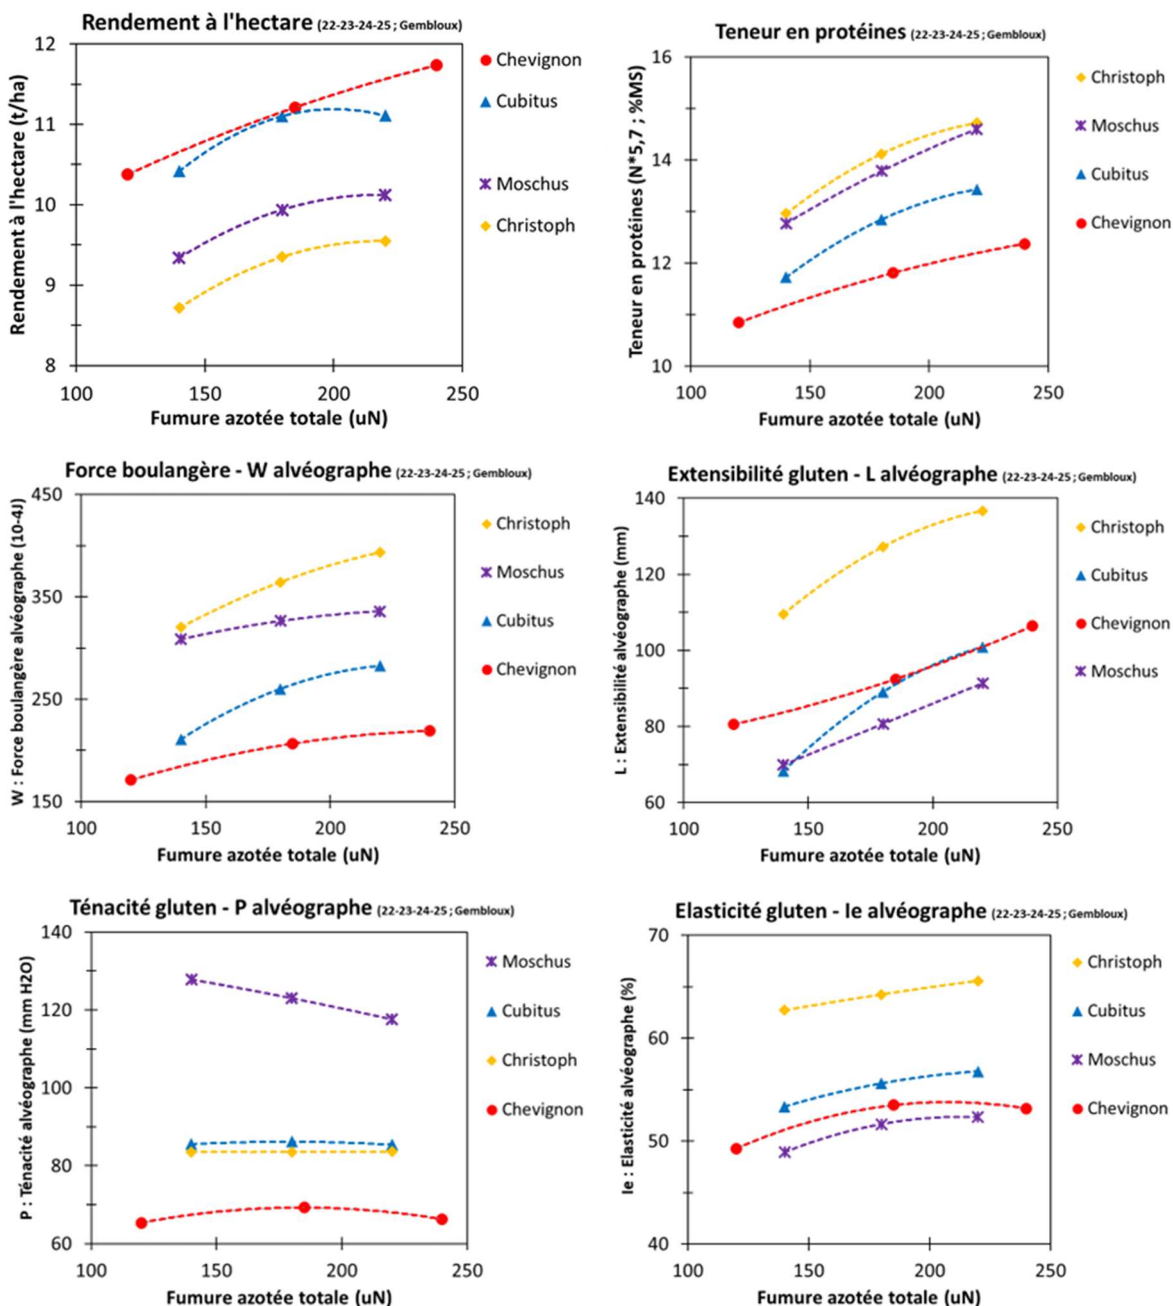 Rendement à l'hectare (22-23-24-25 ; Gembloux)
Rendement à l'hectare (t/ha)
12
11
10
9
8
100 150 200 250
Fumure azotée totale (uN)
Chevignon
Cubitus
Moschus
Christoph
Teneur en protéines (22-23-24-25 ; Gembloux)
Teneur en protéines (N*5,7 ; %MS)
16
14
12
10
100 150 200 250
Fumure azotée totale (uN)
Christoph
Moschus
Cubitus
Chevignon
Force boulangère - W alvéographe (22-23-24-25 ; Gembloux)
W : Force boulangère alvéographe (10-4J)
450
350
250
150
100 150 200 250
Fumure azotée totale (uN)
Christoph
Moschus
Cubitus
Chevignon
Extensibilité gluten - L alvéographe (22-23-24-25 ; Gembloux)
L : Extensibilité alvéographe (mm)
140
120
100
80
60
100 150 200 250
Fumure azotée totale (uN)
Christoph
Cubitus
Chevignon
Moschus
Ténacité gluten - P alvéographe (22-23-24-25 ; Gembloux)
P : Ténacité alvéographe (mm H2O)
140
120
100
80
60
100 150 200 250
Fumure azotée totale (uN)
Moschus
Cubitus
Christoph
Chevignon
Elasticité gluten - Ie alvéographe (22-23-24-25 ; Gembloux)
Ie : Elasticité alvéographe (%)
70
60
50
40
100 150 200 250
Fumure azotée totale (uN)
Christoph
Cubitus
Moschus
Chevignon